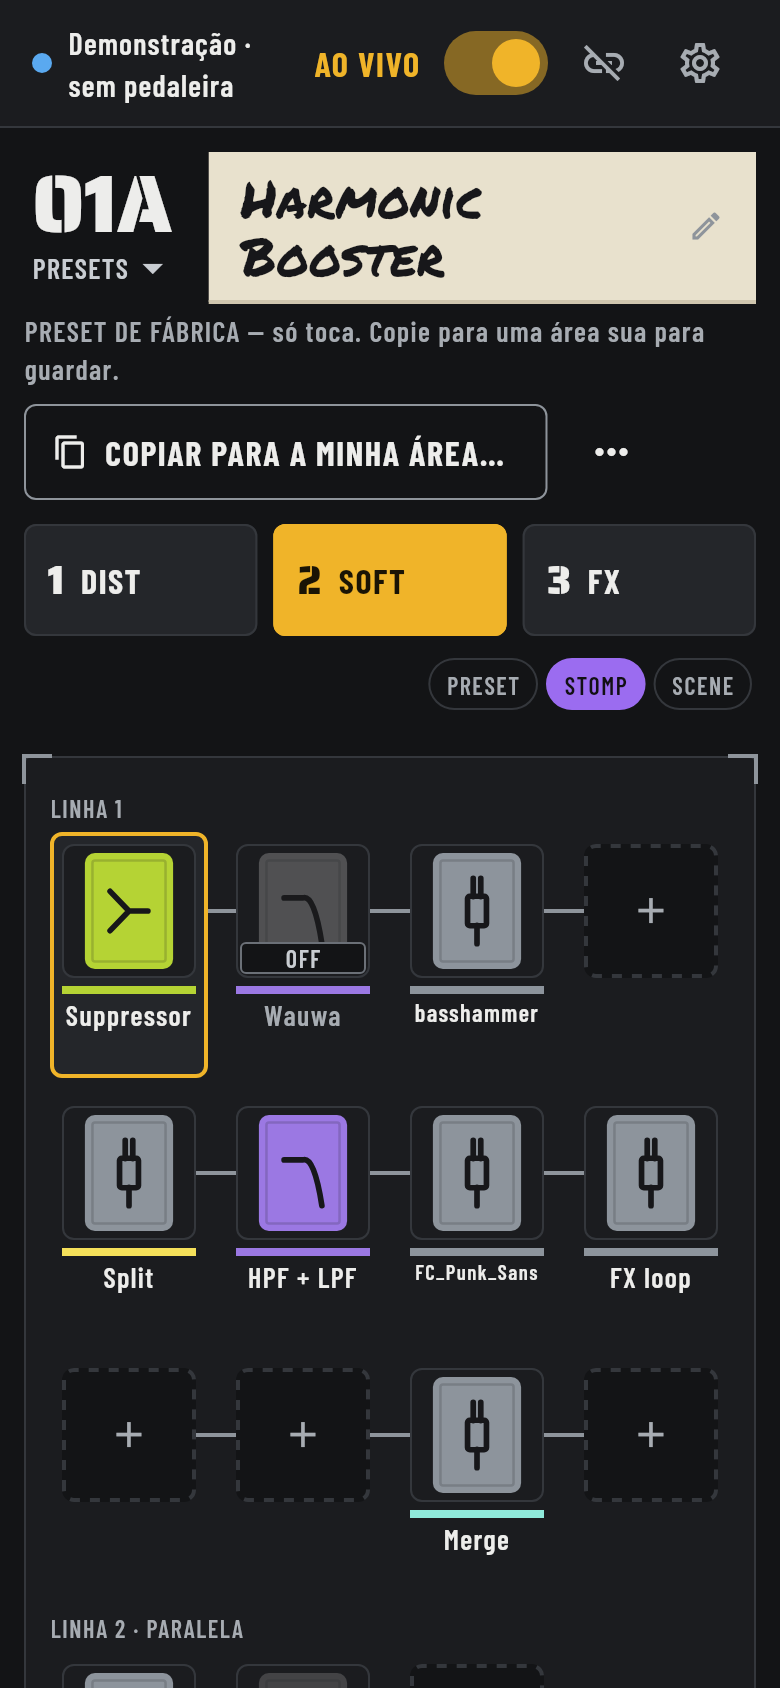 Demonstração ·
sem pedaleira
AO VIVO
01A
PRESETS
Harmonic
Booster
PRESET DE FÁBRICA — só toca. Copie para uma área sua para
guardar.
COPIAR PARA A MINHA ÁREA...
1 DIST
2 SOFT
3 FX
PRESET
STOMP
SCENE
LINHA 1
OFF
Suppressor
Wauwa
basshammer
Split
HPF + LPF
FC_Punk_Sans
FX loop
Merge
LINHA 2 · PARALELA